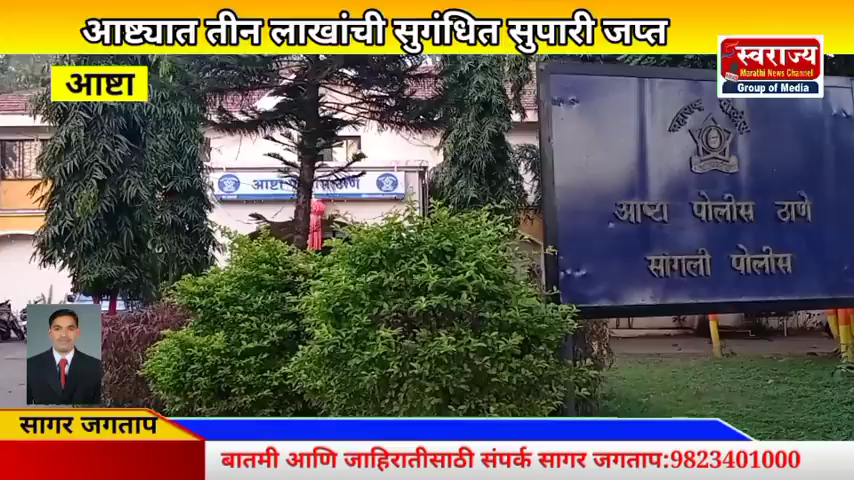 आष्ट्यात तीन लाखांची सुगंधित सुपारी जप्त
स्वराज्य
Marathi News Channel
Group of Media
आष्टा
आष्टा पोलीस ठाणे
आष्टा पोलीस ठाणे
सांगली पोलीस
सागर जगताप
बातमी आणि जाहिरातीसाठी संपर्क सागर जगताप:9823401000